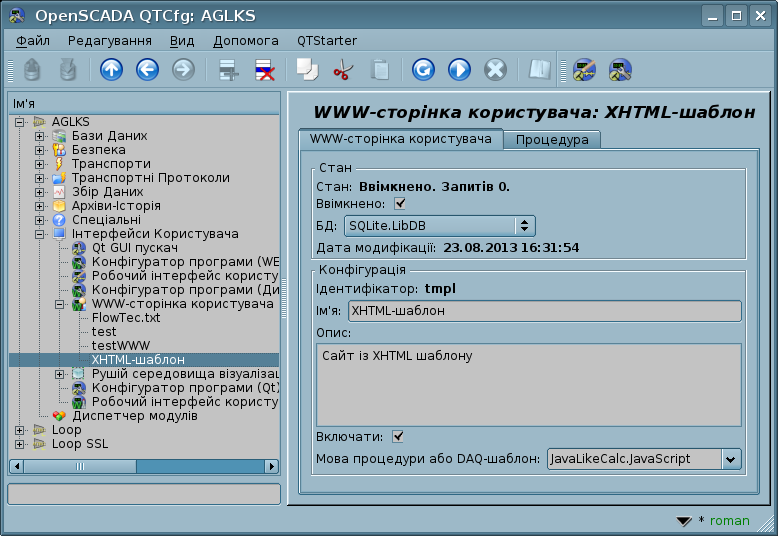 OpenSCADA QTCfg: AGLKS
Файл Редагування Вид Допомога QTStarter
Ім'я
AGLKS
Бази Даних
Безпека
Транспорти
Транспортні Протоколи
Збір Даних
Архіви-Історія
Спеціальні
Інтерфейси Користувача
Qt GUI пускач
Конфігуратор програми (WE
Робочий інтерфейс користу
Конфігуратор програми (Ди
WWW-сторінка користувача
FlowTec.txt
test
testWWW
XHTML-шаблон
Рушій середовища візуаліза
Конфігуратор програми (Qt)
Робочий інтерфейс користу
Диспетчер модулів
Loop
Loop SSL
WWW-сторінка користувача: XHTML-шаблон
WWW-сторінка користувача Процедура
Стан
Стан: Ввімкнено. Запитів 0.
Ввімкнено:
БД: SQLite.LibDB
Дата модифікації: 23.08.2013 16:31:54
Конфігурація
Ідентифікатор: tmpl
Ім'я: XHTML-шаблон
Опис:
Сайт із XHTML шаблону
Включати:
Мова процедури або DAQ-шаблон: JavaLikeCalc.JavaScript
* roman